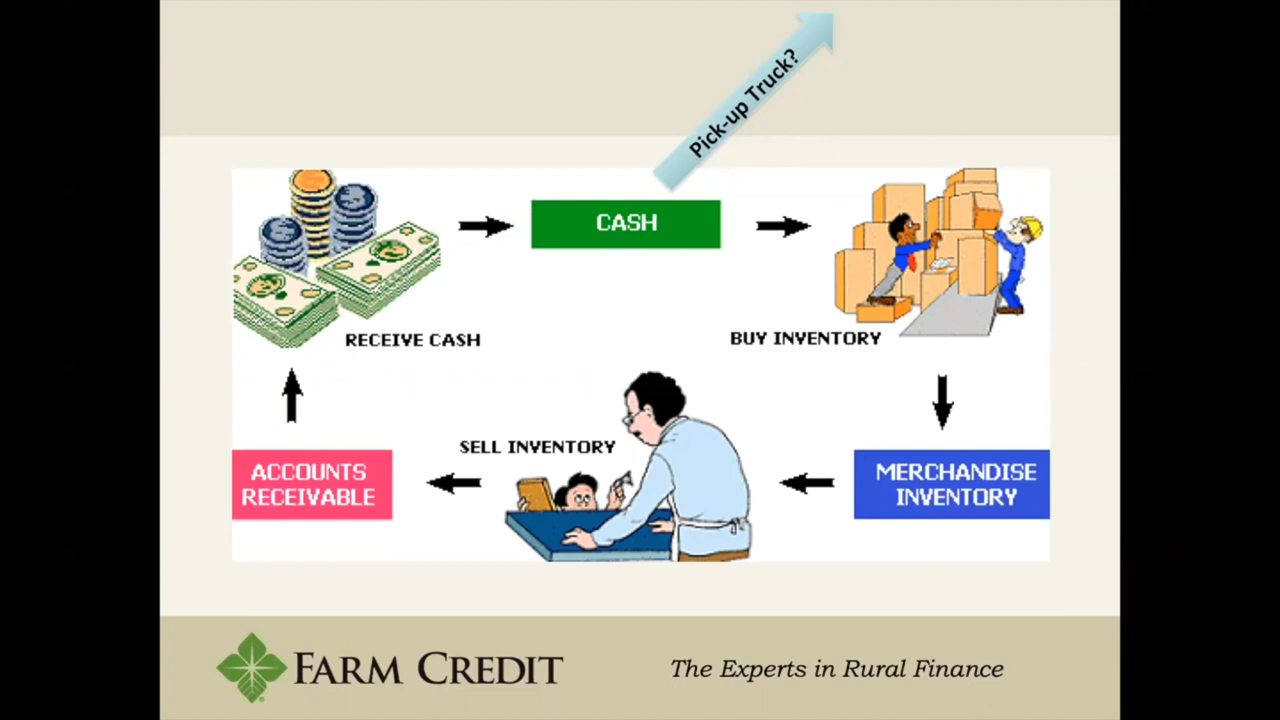 Pick-up Truck?
CASH
RECEIVE CASH
BUY INVENTORY
SELL INVENTORY
ACCOUNTS
RECEIVABLE
MERCHANDISE
INVENTORY
FARM CREDIT
The Experts in Rural Finance